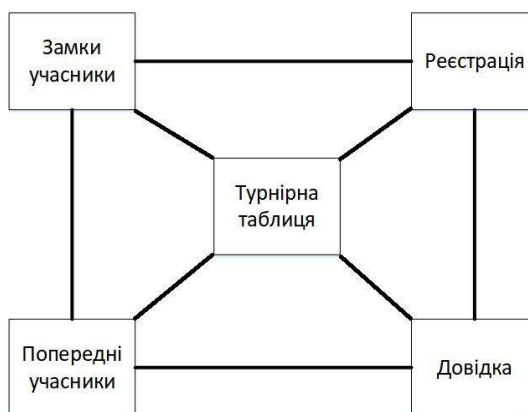 Замки
учасники
Реєстрація
Турнірна
таблиця
Попередні
учасники
Довідка